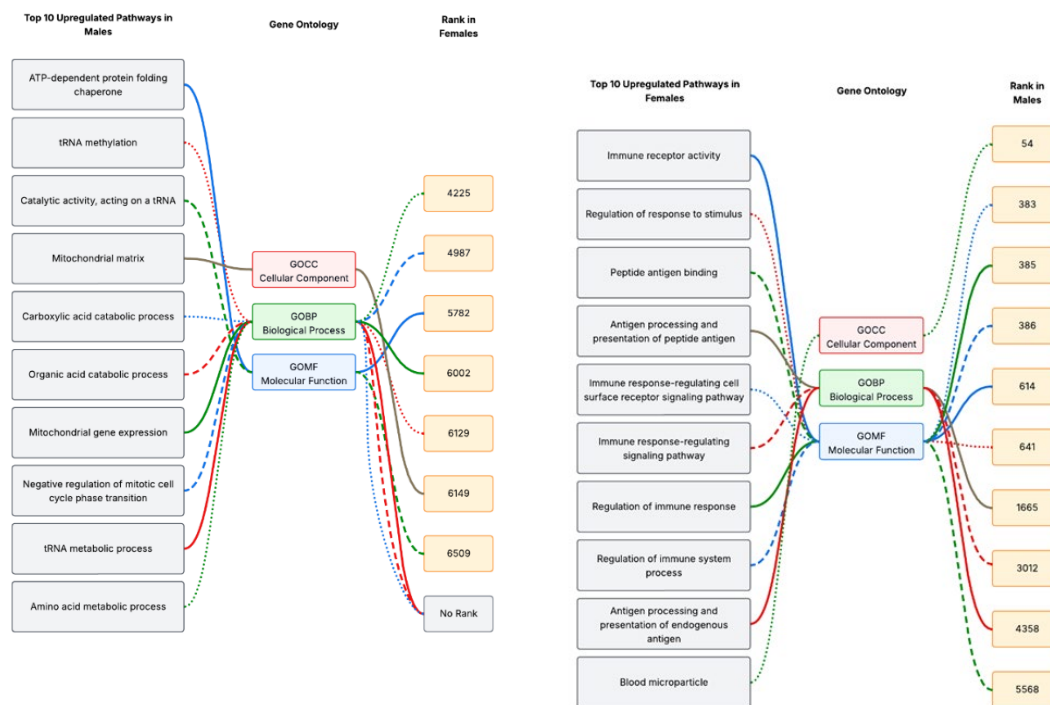 Top 10 Upregulated Pathways in
Males
Gene Ontology
Rank in
Females
ATP-dependent protein folding
chaperone
tRNA methylation
Catalytic activity, acting on a tRNA
Mitochondrial matrix
Carboxylic acid catabolic process
Organic acid catabolic process
Mitochondrial gene expression
Negative regulation of mitotic cell
cycle phase transition
tRNA metabolic process
Amino acid metabolic process
GOCC
Cellular Component
GOBP
Biological Process
GOMF
Molecular Function
4225
4987
5782
6002
6129
6149
6509
No Rank
Top 10 Upregulated Pathways in
Females
Gene Ontology
Rank in
Males
Immune receptor activity
Regulation of response to stimulus
Peptide antigen binding
Antigen processing and
presentation of peptide antigen
Immune response-regulating cell
surface receptor signaling pathway
Immune response-regulating
signaling pathway
Regulation of immune response
Regulation of immune system
process
Antigen processing and
presentation of endogenous
antigen
Blood microparticle
GOCC
Cellular Component
GOBP
Biological Process
GOMF
Molecular Function
54
383
385
386
614
641
1665
3012
4358
5568